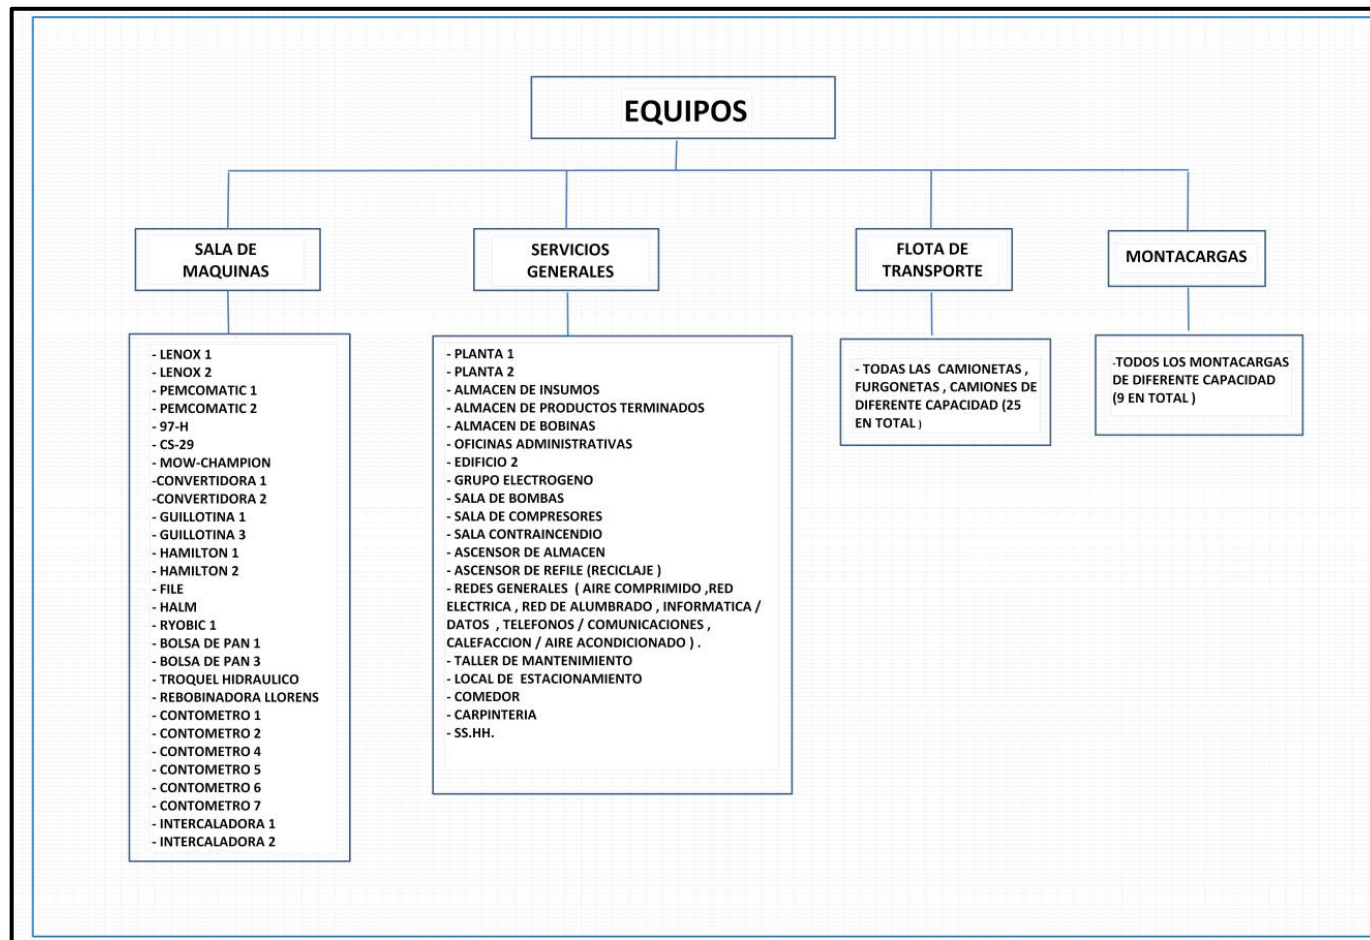 EQUIPOS
SALA DE
MAQUINAS
SERVICIOS
GENERALES
FLOTA DE
TRANSPORTE
MONTACARGAS
- LENOX 1
- LENOX 2
- PEMCOMATIC 1
- PEMCOMATIC 2
- 97-H
- CS-29
- MOW-CHAMPION
-CONVERTIDORA 1
-CONVERTIDORA 2
- GUILLOTINA 1
- GUILLOTINA 3
- HAMILTON 1
- HAMILTON 2
- FILE
- HALM
- RYOBIC 1
- BOLSA DE PAN 1
- BOLSA DE PAN 3
- TROQUEL HIDRAULICO
- REBOBINADORA LLORENS
- CONTOMETRO 1
- CONTOMETRO 2
- CONTOMETRO 4
- CONTOMETRO 5
- CONTOMETRO 6
- CONTOMETRO 7
- INTERCALADORA 1
- INTERCALADORA 2
- PLANTA 1
- PLANTA 2
- ALMACEN DE INSUMOS
- ALMACEN DE PRODUCTOS TERMINADOS
- ALMACEN DE BOBINAS
- OFICINAS ADMINISTRATIVAS
- EDIFICIO 2
- GRUPO ELECTROGENO
- SALA DE BOMBAS
- SALA DE COMPRESORES
- SALA CONTRAINCENDIO
- ASCENSOR DE ALMACEN
- ASCENSOR DE REFILE (RECICLAJE )
- REDES GENERALES ( AIRE COMPRIMIDO ,RED
ELECTRICA , RED DE ALUMBRADO , INFORMATICA /
DATOS , TELEFONOS / COMUNICACIONES ,
CALEFACCION / AIRE ACONDICIONADO ) .
- TALLER DE MANTENIMIENTO
- LOCAL DE ESTACIONAMIENTO
- COMEDOR
- CARPINTERIA
- SS.HH.
- TODAS LAS CAMIONETAS ,
FURGONETAS , CAMIONES DE
DIFERENTE CAPACIDAD (25
EN TOTAL )
-TODOS LOS MONTACARGAS
DE DIFERENTE CAPACIDAD
(9 EN TOTAL )